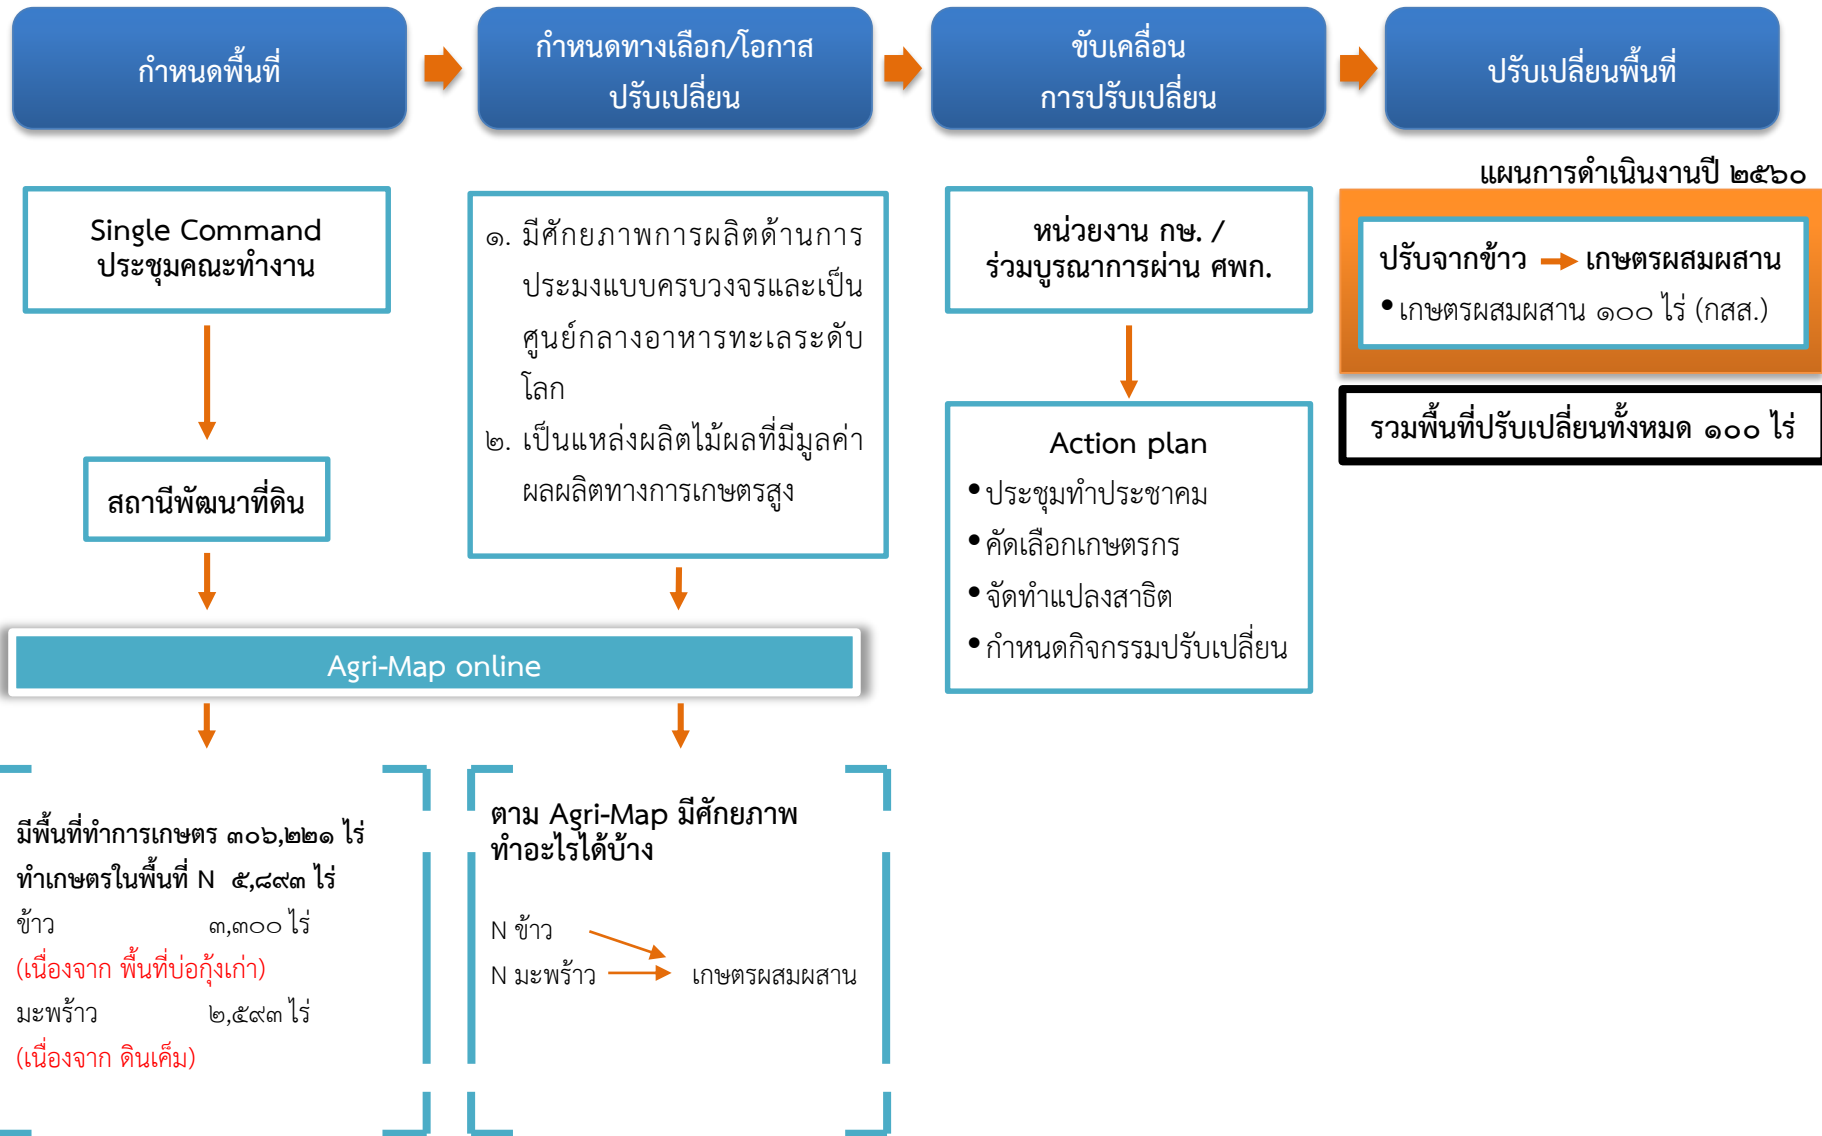 กำหนดพื้นที่
กำหนดทางเลือก/โอกาส
ปรับเปลี่ยน
ขับเคลื่อน
การปรับเปลี่ยน
ปรับเปลี่ยนพื้นที่
Single Command
ประชุมคณะทำงาน
สถานีพัฒนาที่ดิน
๑. มีศักยภาพการผลิตด้านการ
ประมงแบบครบวงจรและเป็น
ศูนย์กลางอาหารทะเลระดับ
โลก
๒. เป็นแหล่งผลิตไม้ผลที่มีมูลค่า
ผลผลิตทางการเกษตรสูง
Agri-Map online
มีพื้นที่ทำการเกษตร ๓๐๖,๒๒๑ ไร่
ทำเกษตรในพื้นที่ N ๕,๘๙๓ ไร่
ข้าว ๓,๓๐๐ ไร่
(เนื่องจาก พื้นที่บ่อกุ้งเก่า)
มะพร้าว ๒,๕๙๓ ไร่
(เนื่องจาก ดินเค็ม)
ตาม Agri-Map มีศักยภาพ
ทำอะไรได้บ้าง
N ข้าว
N มะพร้าว เกษตรผสมผสาน
หน่วยงาน กษ. /
ร่วมบูรณาการผ่าน ศพก.
Action plan
•ประชุมทำประชาคม
•คัดเลือกเกษตรกร
•จัดทำแปลงสาธิต
•กำหนดกิจกรรมปรับเปลี่ยน
แผนการดำเนินงานปี ๒๕๖๐
ปรับจากข้าว เกษตรผสมผสาน
•เกษตรผสมผสาน ๑๐๐ ไร่ (กสส.)
รวมพื้นที่ปรับเปลี่ยนทั้งหมด ๑๐๐ ไร่